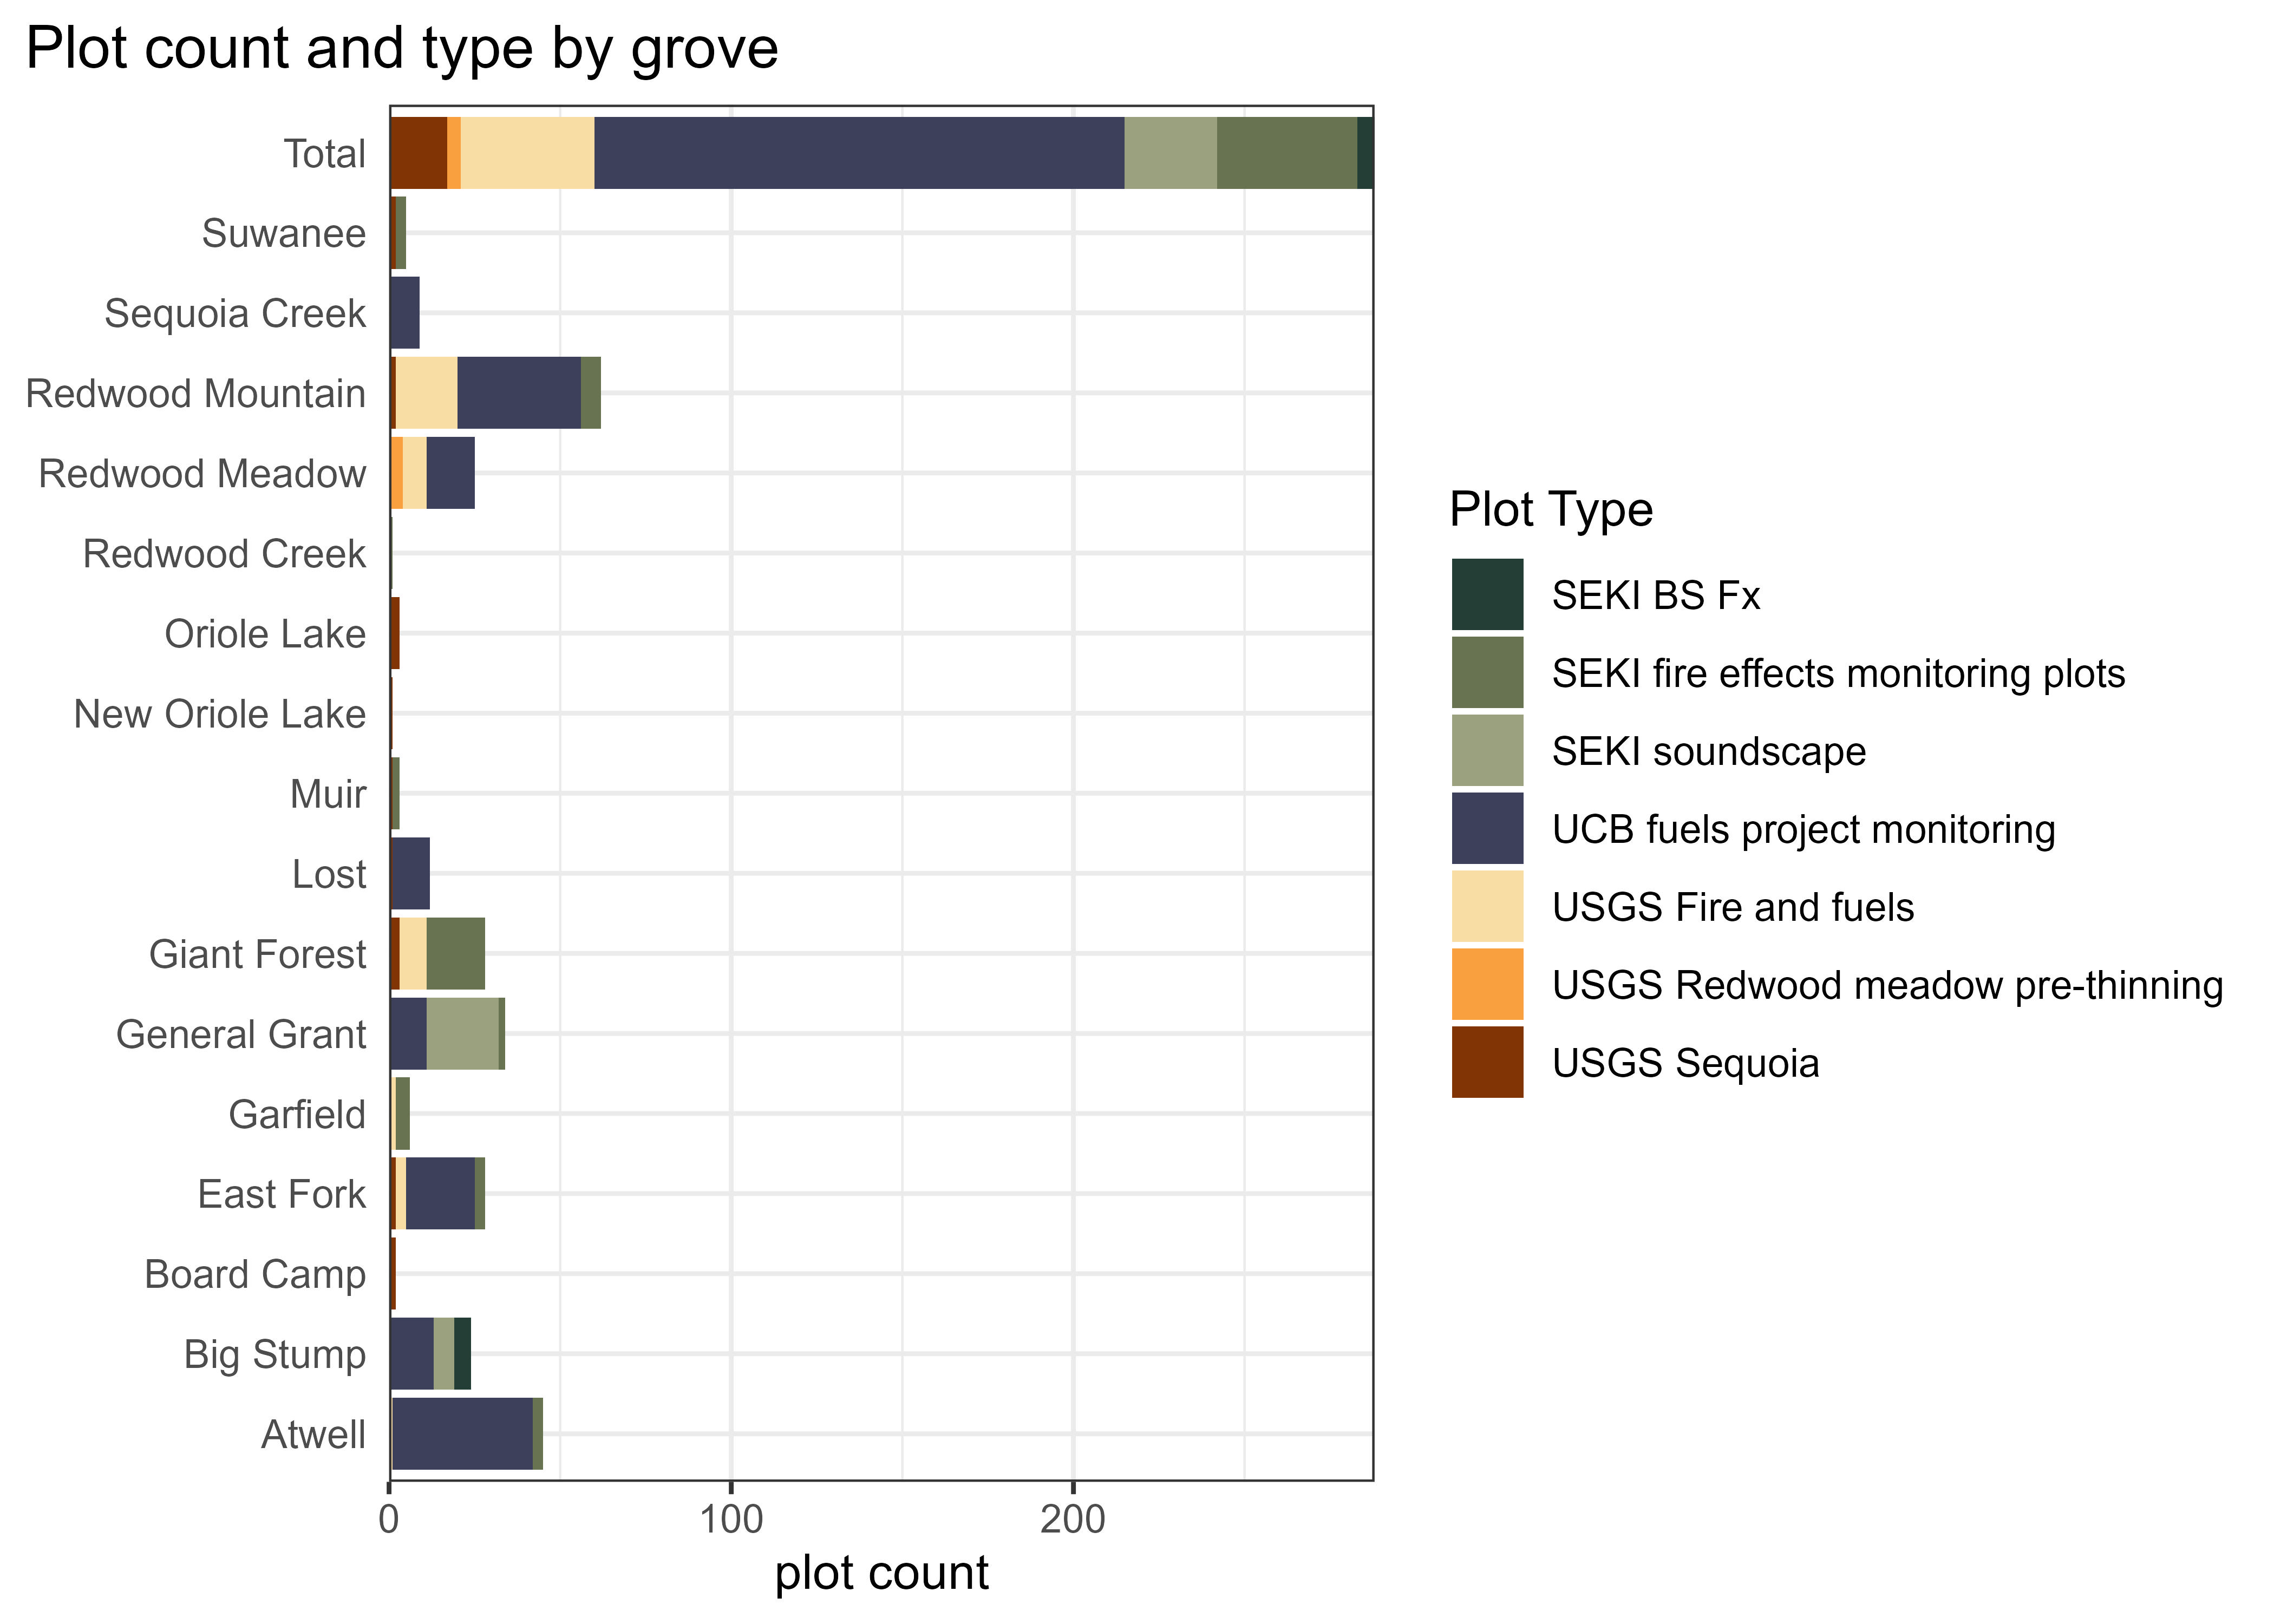 Plot count and type by grove
Total
Suwanee
Sequoia Creek
Redwood Mountain
Redwood Meadow
Redwood Creek
Oriole Lake
New Oriole Lake
Muir
Lost
Giant Forest
General Grant
Garfield
East Fork
Board Camp
Big Stump
Atwell
0 100 200
plot count
Plot Type
SEKI BS Fx
SEKI fire effects monitoring plots
SEKI soundscape
UCB fuels project monitoring
USGS Fire and fuels
USGS Redwood meadow pre-thinning
USGS Sequoia